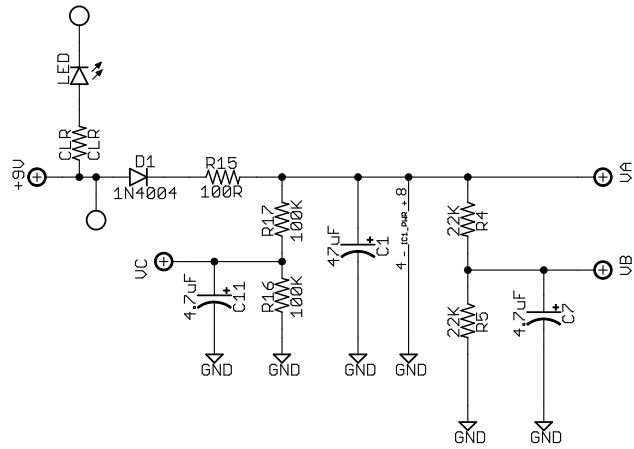 LED
CLR
CLR
+9V
D1
1N4004
R15
100R
VA
R17
100K
47uF
C1
4 - IC1_PWR + 8
22K
R4
VC
4.7uF
C11
R16
100K
VB
22K
R5
4.7uF
C7
GND
GND
GND
GND
GND
GND